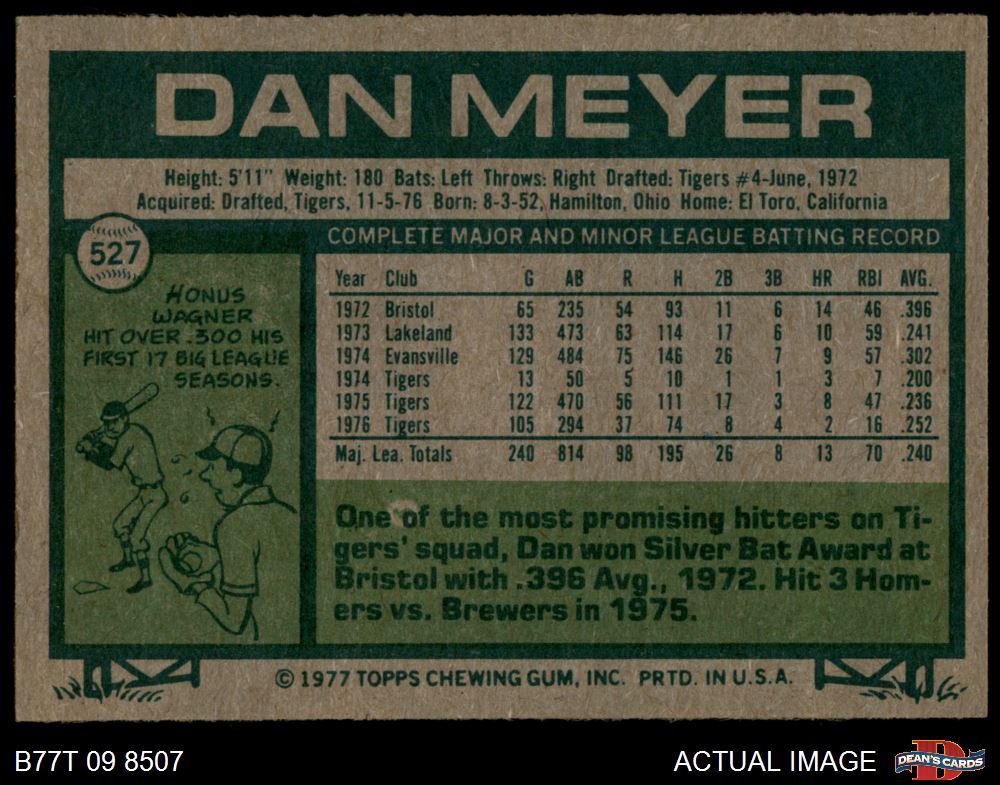 DAN MEYER
Height: 5'11" Weight: 180 Bats: Left Throws: Right Drafted: Tigers #4-June, 1972
Acquired: Drafted, Tigers, 11-5-76 Born: 8-3-52, Hamilton, Ohio Home: El Toro, California
527
HONUS
WAGNER
HIT OVER .300 HIS
FIRST 17 BIG LEAGUE
SEASONS.
COMPLETE MAJOR AND MINOR LEAGUE BATTING RECORD
Year Club G AB R H 2B 3B HR RBI AVG.
1972 Bristol 65 235 54 93 11 6 14 46 .396
1973 Lakeland 133 473 63 114 17 6 10 59 .241
1974 Evansville 129 484 75 146 26 7 9 57 .302
1974 Tigers 13 50 5 10 1 1 3 7 .200
1975 Tigers 122 470 56 111 17 3 8 47 .236
1976 Tigers 105 294 37 74 8 4 2 16 .252
Maj. Lea. Totals 240 814 98 195 26 8 13 70 .240
One of the most promising hitters on Ti-
gers' squad, Dan won Silver Bat Award at
Bristol with .396 Avg., 1972. Hit 3 Hom-
ers vs. Brewers in 1975.
© 1977 TOPPS CHEWING GUM, INC. PRTD. IN U.S.A.
B77T 09 8507
ACTUAL IMAGE
D
DEAN'S CARDS